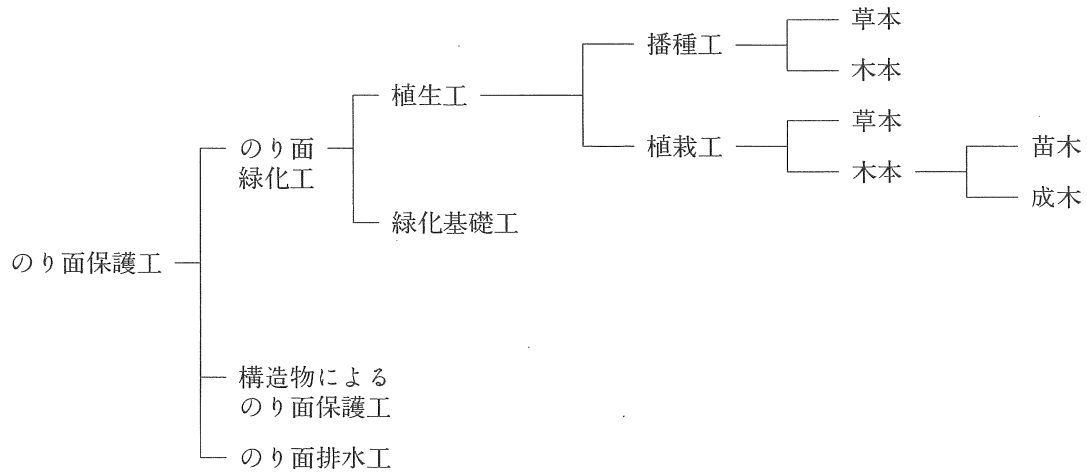 草本
播種工
木本
植生工
草本
のり面
緑化工
植栽工
苗木
木本
成木
緑化基礎工
のり面保護工
構造物による
のり面保護工
のり面排水工